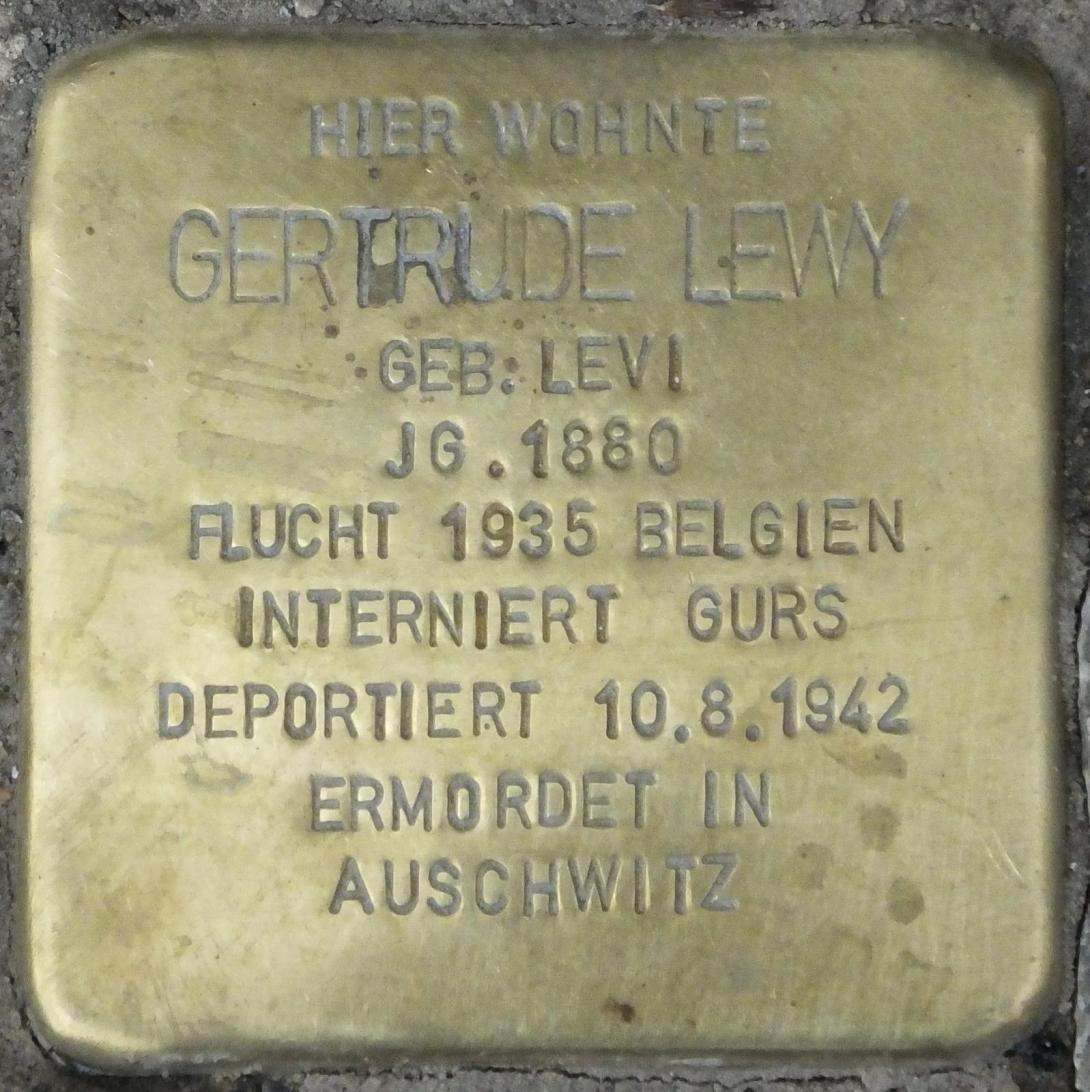 HIER WOHNTE
GERTRUDE LEWY
GEB. LEVI
JG.1880
FLUCHT 1935 BELGIEN
INTERNIERT GURS
DEPORTIERT 10.8.1942
ERMORDET IN
AUSCHWITZ